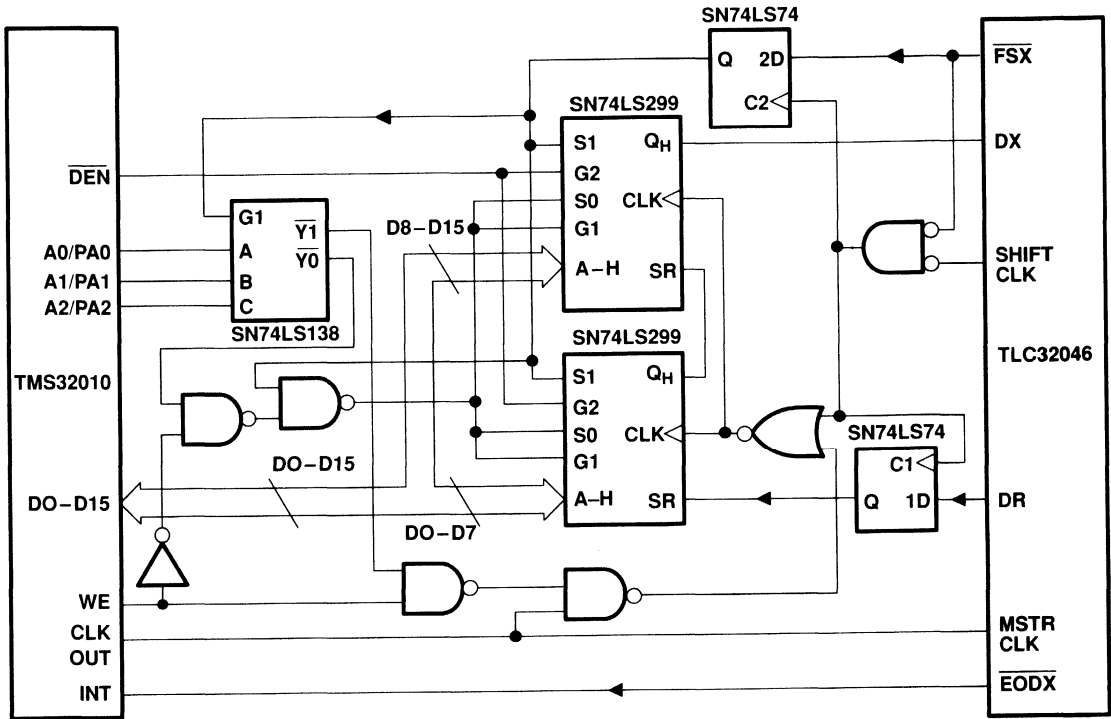 SN74LS74
Q 2D
C2
FSX
SN74LS299
S1 QH
G2
S0 CLK
G1
A–H SR
DX
DEN
G1 Y1
A Y0
B
C
SN74LS138
A0/PA0
A1/PA1
A2/PA2
D8–D15
SHIFT
CLK
TMS32010
TLC32046
SN74LS299
S1 QH
G2
S0 CLK
G1
A–H SR
SN74LS74
C1
Q 1D
DR
DO–D15
DO–D15
DO–D7
WE
CLK
OUT
INT
MSTR
CLK
EODX